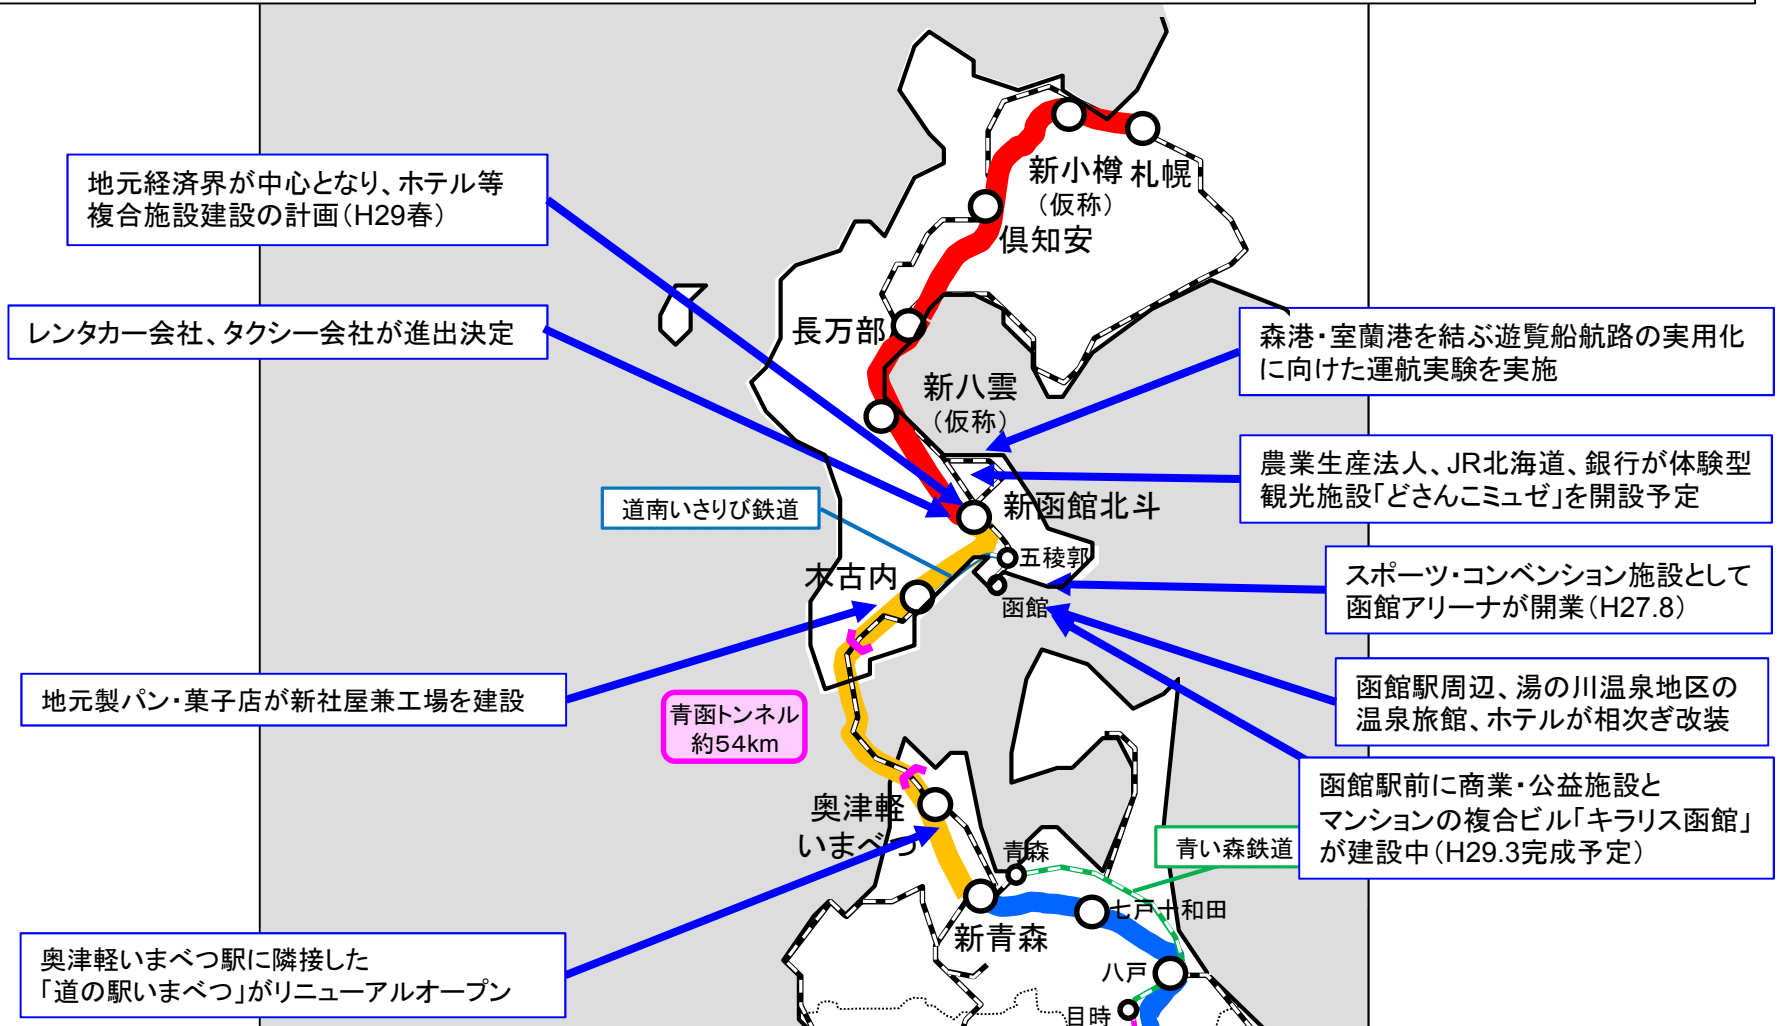 新小樽
（仮称）
札幌
倶知安
長万部
新八雲
（仮称）
新函館北斗
五稜郭
函館
木古内
奥津軽
いまべつ
青森
新青森
七戸十和田
八戸
目時
地元経済界が中心となり、ホテル等
複合施設建設の計画（H29春）
レンタカー会社、タクシー会社が進出決定
道南いさりび鉄道
地元製パン・菓子店が新社屋兼工場を建設
青函トンネル
約54km
奥津軽いまべつ駅に隣接した
「道の駅いまべつ」がリニューアルオープン
森港・室蘭港を結ぶ遊覧船航路の実用化
に向けた運航実験を実施
農業生産法人、JR北海道、銀行が体験型
観光施設「どさんこミュゼ」を開設予定
スポーツ・コンベンション施設として
函館アリーナが開業（H27.8）
函館駅周辺、湯の川温泉地区の
温泉旅館、ホテルが相次ぎ改装
函館駅前に商業・公益施設と
マンションの複合ビル「キラリス函館」
が建設中（H29.3完成予定）
青い森鉄道